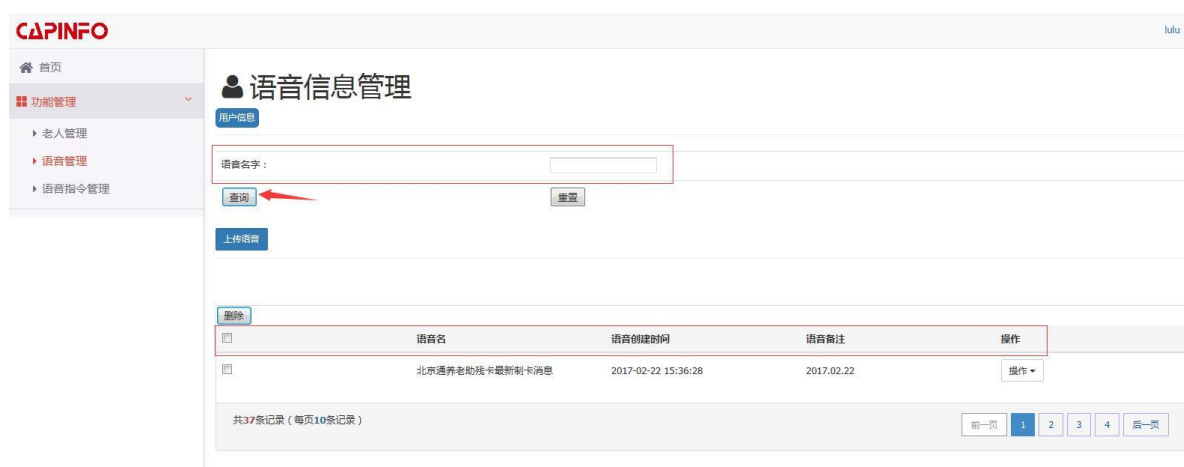 CAPINFO
lulu
首页
功能管理
老人管理
语音管理
语音指令管理
语音信息管理
用户信息
语音名字：
查询 重置
上传语音
删除
语音名 语音创建时间 语音备注 操作
北京通养老助残卡最新制卡消息 2017-02-22 15:36:28 2017.02.22 操作
共37条记录（每页10条记录）
前一页 1 2 3 4 后一页